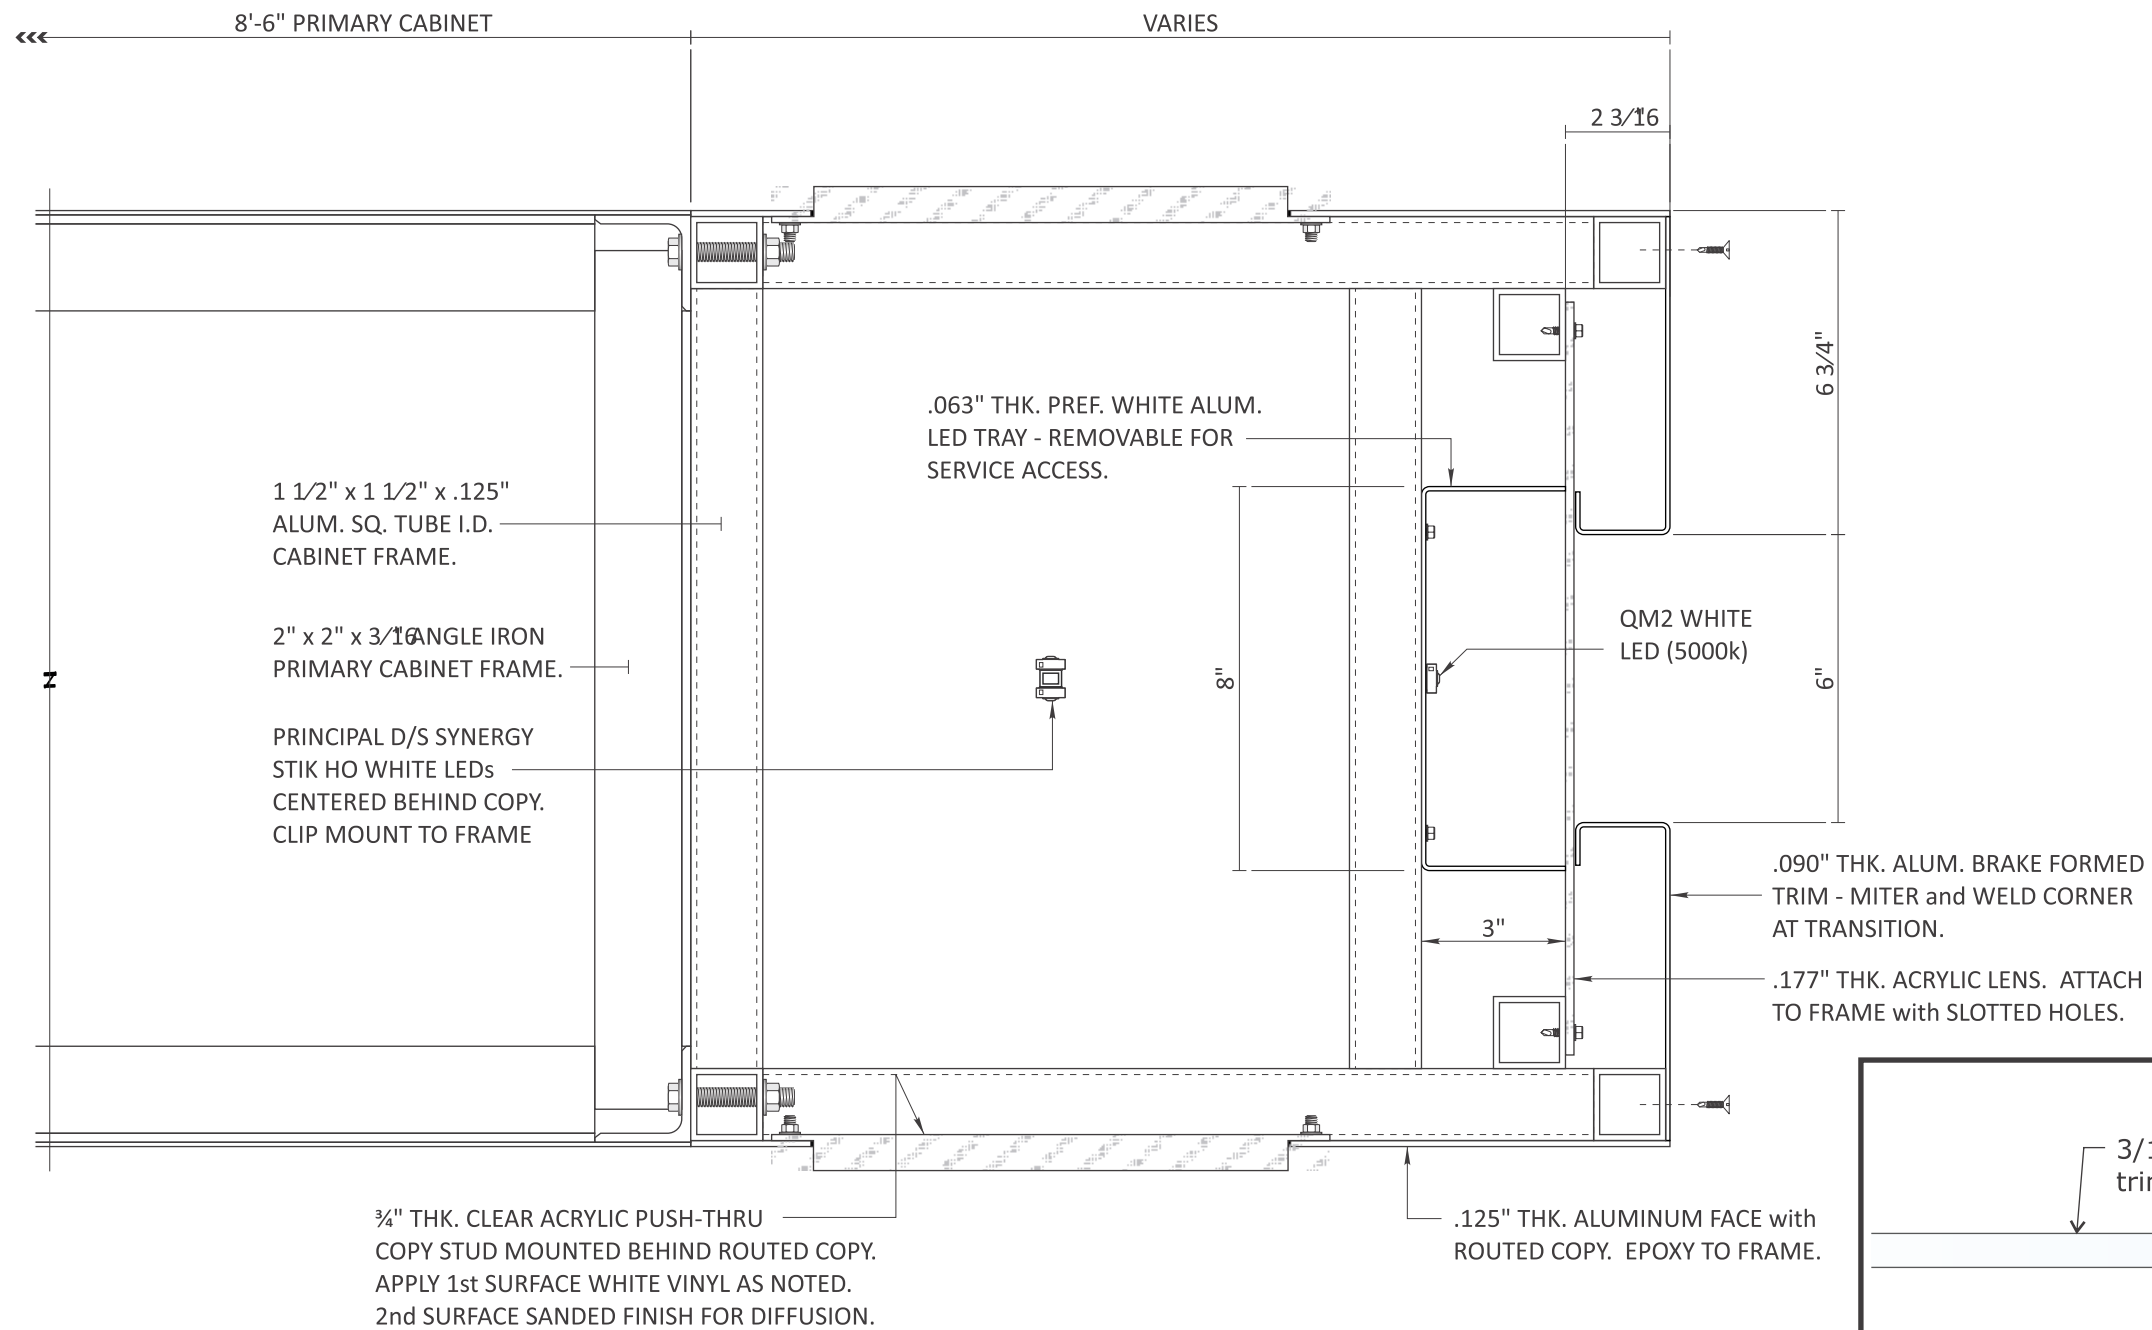 8'-6" PRIMARY CABINET
VARIES
2 3/16"
.063" THK. PREF. WHITE ALUM.
LED TRAY - REMOVABLE FOR
SERVICE ACCESS.
6 3/4"
1 1/2" x 1 1/2" x .125"
ALUM. SQ. TUBE I.D.
CABINET FRAME.
2" x 2" x 3/16" ANGLE IRON
PRIMARY CABINET FRAME.
8"
QM2 WHITE
LED (5000k)
6"
PRINCIPAL D/S SYNERGY
STIK HO WHITE LEDs
CENTERED BEHIND COPY.
CLIP MOUNT TO FRAME
.090" THK. ALUM. BRAKE FORMED
TRIM - MITER and WELD CORNER
AT TRANSITION.
3"
.177" THK. ACRYLIC LENS. ATTACH
TO FRAME with SLOTTED HOLES.
¾" THK. CLEAR ACRYLIC PUSH-THRU
COPY STUD MOUNTED BEHIND ROUTED COPY.
APPLY 1st SURFACE WHITE VINYL AS NOTED.
2nd SURFACE SANDED FINISH FOR DIFFUSION.
.125" THK. ALUMINUM FACE with
ROUTED COPY. EPOXY TO FRAME.